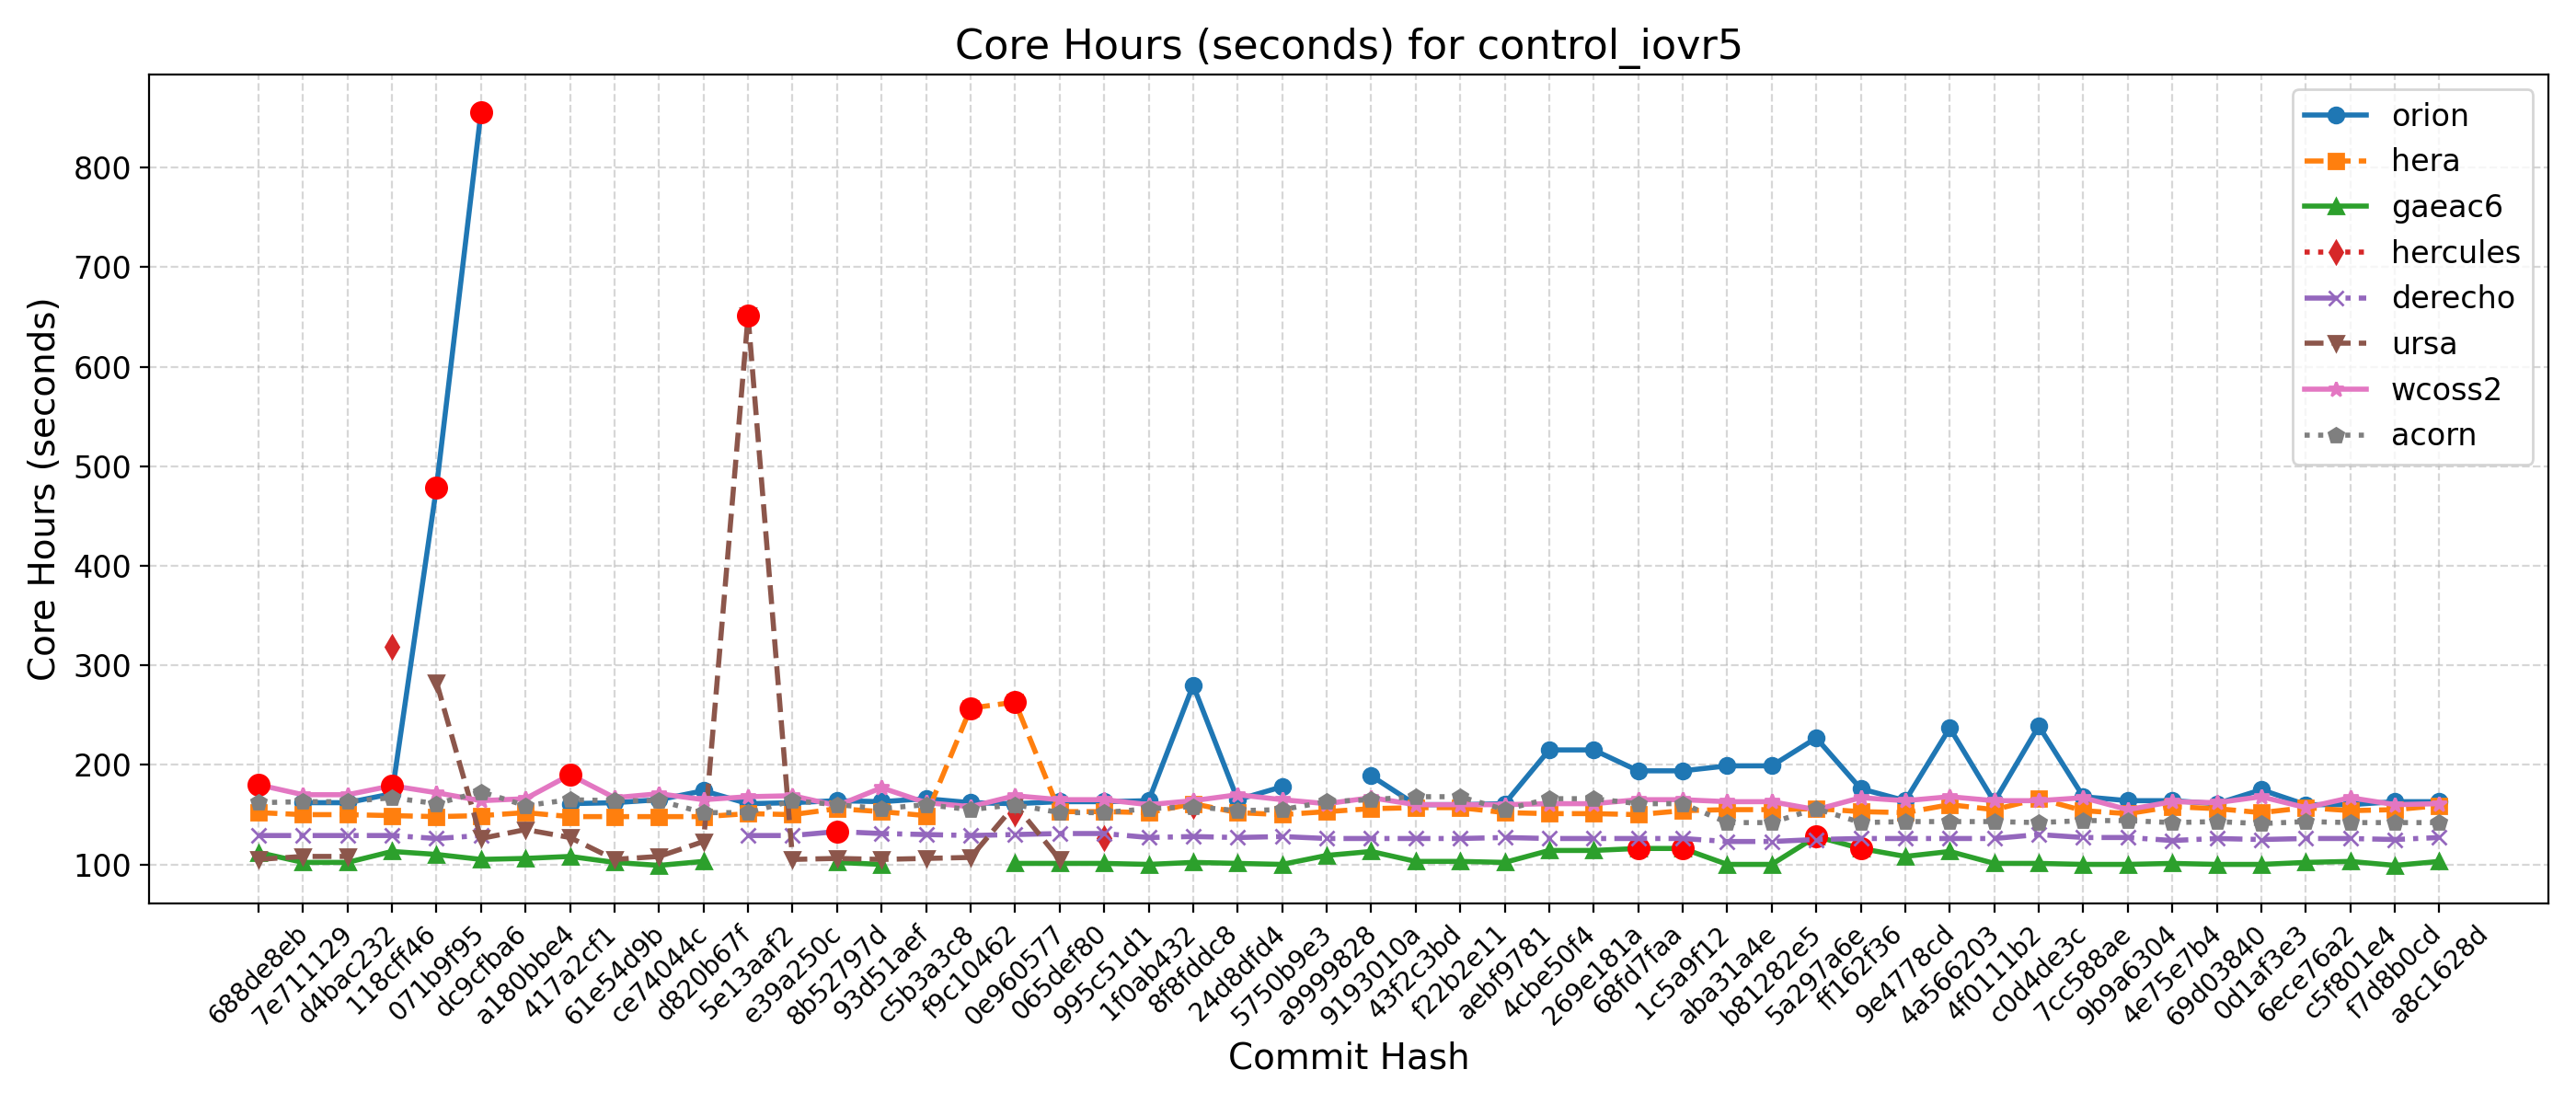 Core Hours (seconds) for control_iovr5
Core Hours (seconds)
800
700
600
500
400
300
200
100
orion
hera
gaeac6
hercules
derecho
ursa
wcoss2
acorn
688de8eb
7e711129
d4bac232
118cff46
071b9f95
dc9cfba6
a180bbe4
417a2cf1
61e54d9b
ce74044c
d820b67f
5e13aaf2
e39a250c
8b52797d
93d51aef
c5b3a3c8
f9c10462
0e960577
065def80
995c51d1
1f0ab432
8f8fddc8
24d8dfd4
5750b9e3
a9999828
9193010a
43f2c3bd
f22b2e11
aebf9781
4cbe50f4
269e181a
68fd7faa
1c5a9f12
aba31a4e
b81282e5
5a297a6e
ff162f36
9e4778cd
4a566203
4f0111b2
c0d4de3c
7cc588ae
9b9a6304
4e75e7b4
69d03840
0d1af3e3
6ece76a2
c5f801e4
f7d8b0cd
a8c1628d
Commit Hash